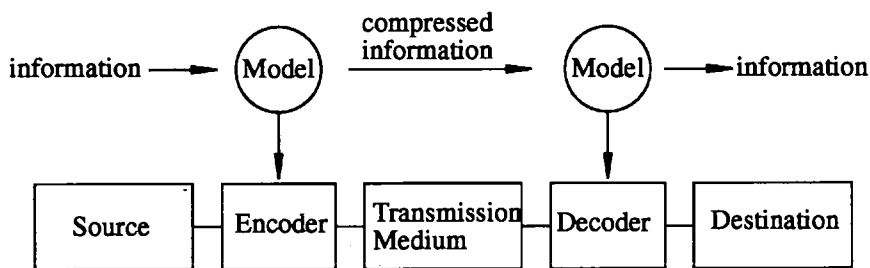 information
Model
compressed
information
Model
information
Source
Encoder
Transmission
Medium
Decoder
Destination